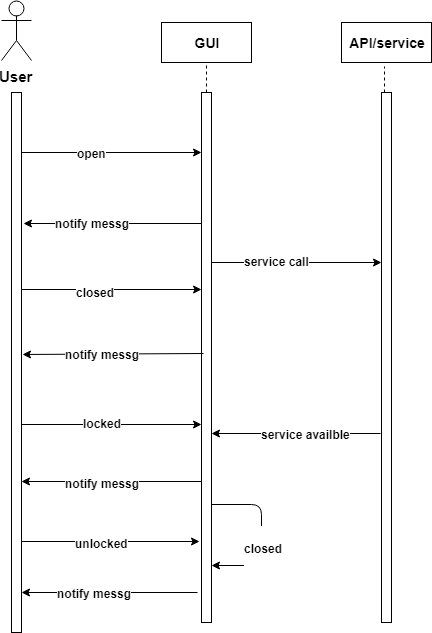 GUI
API/service
User
open
notify messg
service call
closed
notify messg
locked
service availble
notify messg
unlocked
closed
notify messg